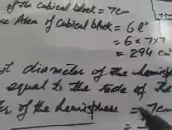 of the cubical block = 7cm
Area of Cubical block = 6l²
= 6×7×7
= 294 cm²
diameter of the hemisp
equal to the side of the
of the hemisphere = 7cm